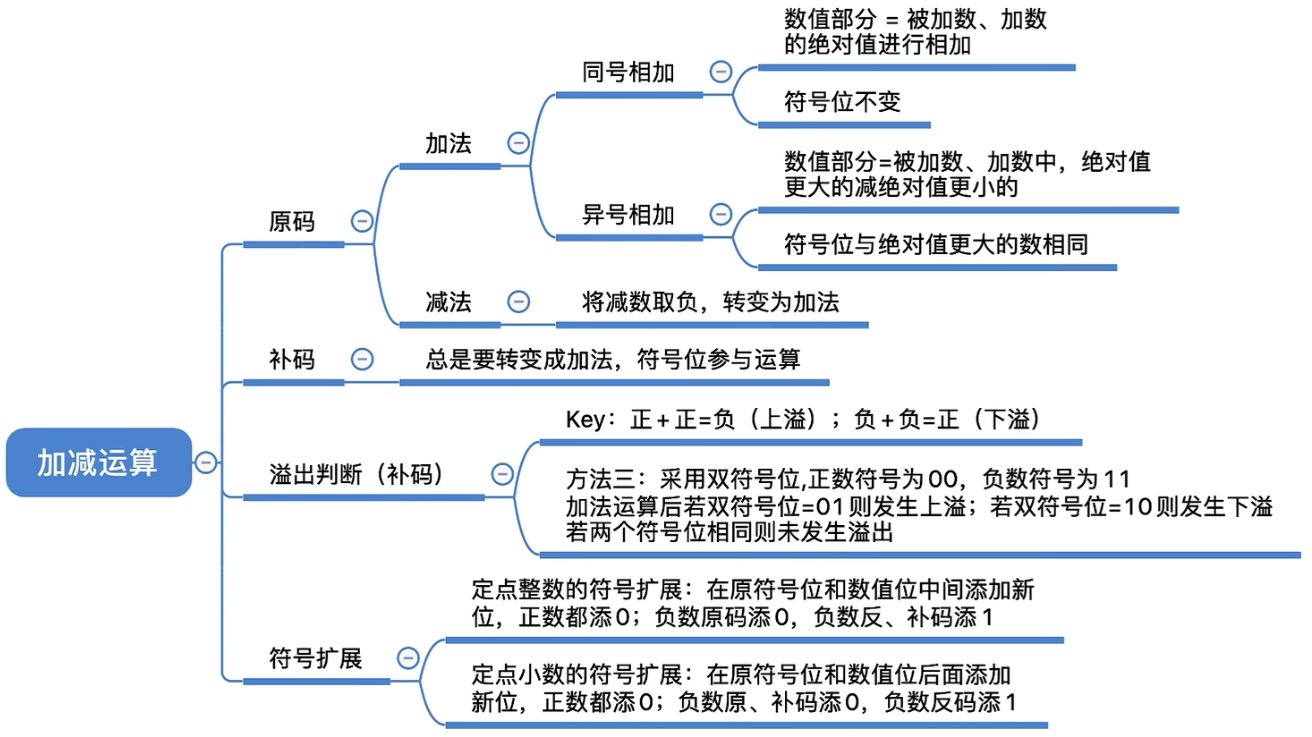 数值部分 = 被加数、加数
的绝对值进行相加
同号相加
符号位不变
加法
数值部分=被加数、加数中，绝对值
更大的减绝对值更小的
异号相加
符号位与绝对值更大的数相同
原码
减法
将减数取负，转变为加法
补码
总是要转变成加法，符号位参与运算
加减运算
Key：正+正=负（上溢）；负+负=正（下溢）
溢出判断（补码）
方法三：采用双符号位,正数符号为00，负数符号为11
加法运算后若双符号位=01则发生上溢；若双符号位=10则发生下溢
若两个符号位相同则未发生溢出
定点整数的符号扩展：在原符号位和数值位中间添加新
位，正数都添0；负数原码添0，负数反、补码添1
符号扩展
定点小数的符号扩展：在原符号位和数值位后面添加
新位，正数都添0；负数原、补码添0，负数反码添1